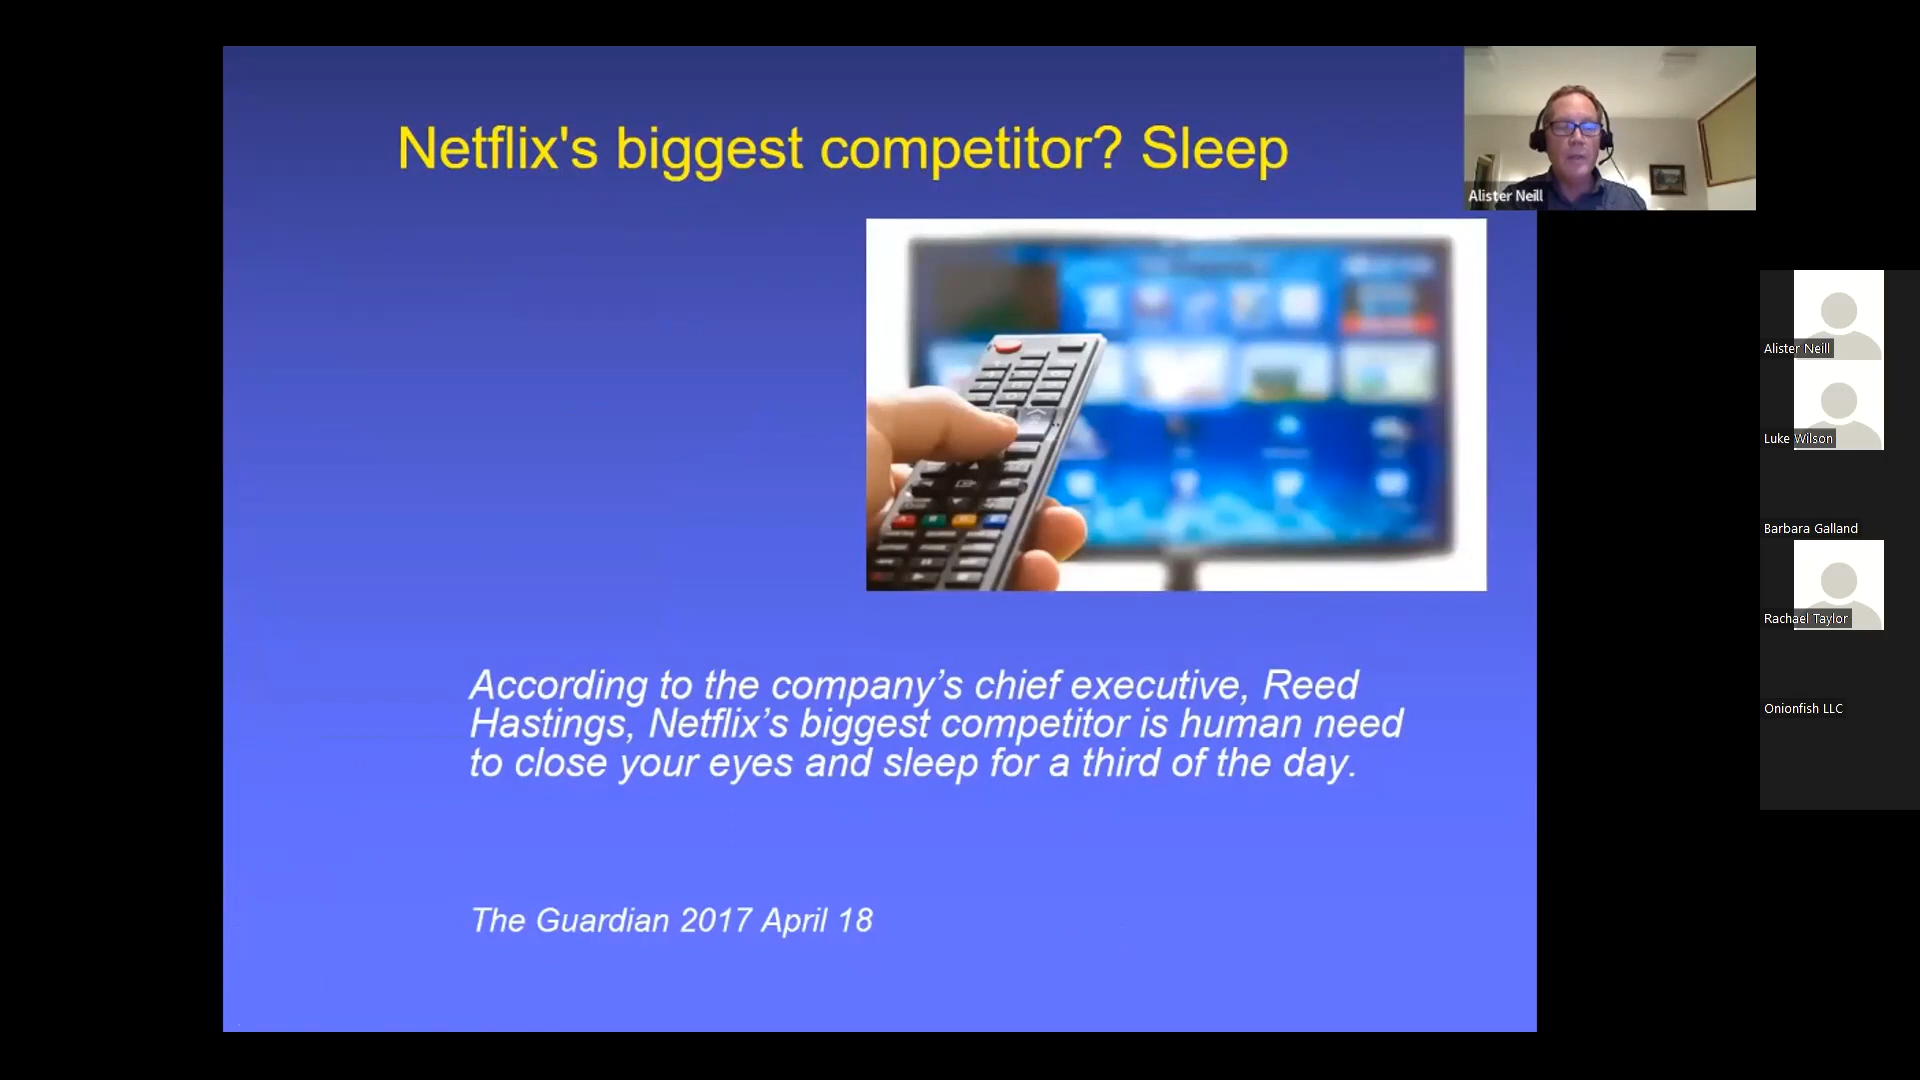 Netflix's biggest competitor? Sleep
Alister Neill
According to the company’s chief executive, Reed
Hastings, Netflix’s biggest competitor is human need
to close your eyes and sleep for a third of the day.
The Guardian 2017 April 18
Alister Neill
Luke Wilson
Barbara Galland
Rachael Taylor
Onionfish LLC